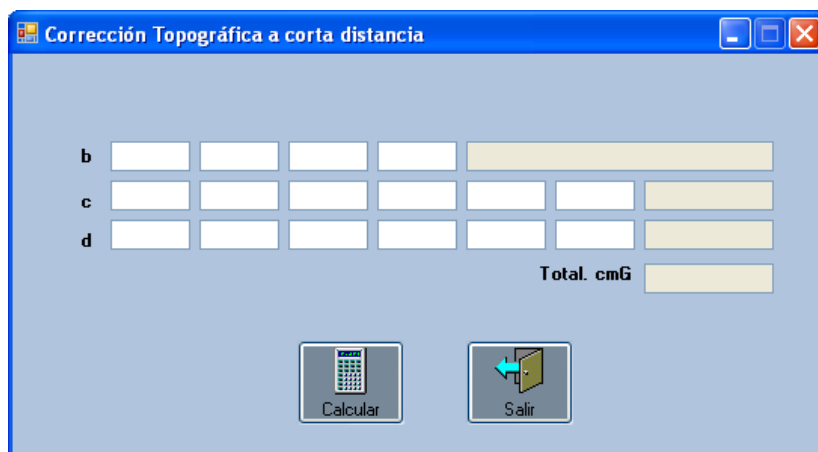 Corrección Topográfica a corta distancia
b
c
d
Total. cmG
Calcular
Salir